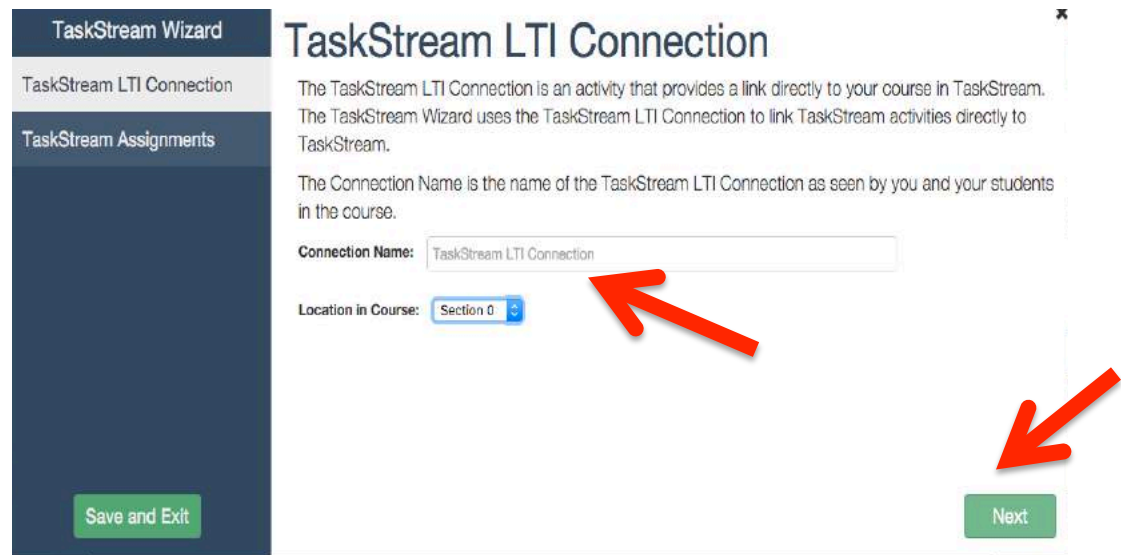 TaskStream Wizard
TaskStream LTI Connection
TaskStream Assignments
Save and Exit
x
TaskStream LTI Connection
The TaskStream LTI Connection is an activity that provides a link directly to your course in TaskStream.
The TaskStream Wizard uses the TaskStream LTI Connection to link TaskStream activities directly to
TaskStream.
The Connection Name is the name of the TaskStream LTI Connection as seen by you and your students
in the course.
Connection Name: TaskStream LTI Connection
Location in Course: Section 0
Next